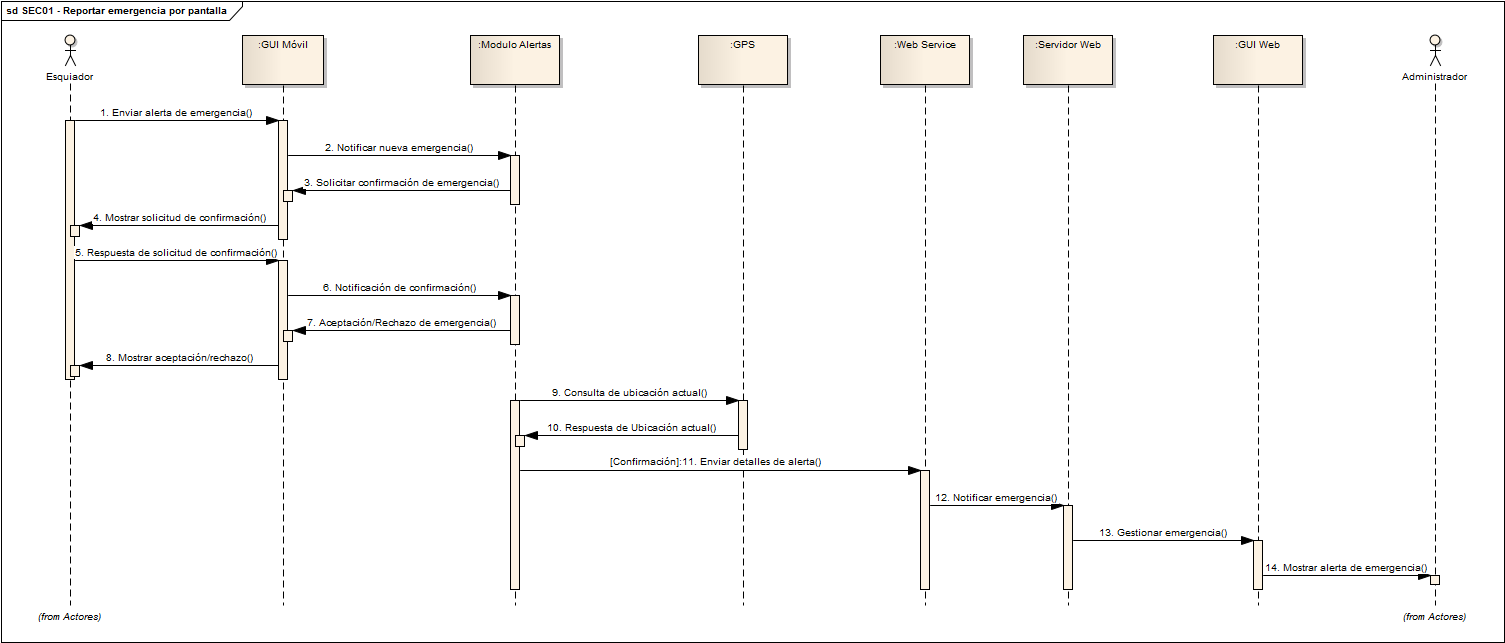 sd SEC01 - Reportar emergencia por pantalla
:GUI Móvil
:Modulo Alertas
:GPS
:Web Service
:Servidor Web
:GUI Web
Esquiador
Administrador
1. Enviar alerta de emergencia()
2. Notificar nueva emergencia()
3. Solicitar confirmación de emergencia()
4. Mostrar solicitud de confirmación()
5. Respuesta de solicitud de confirmación()
6. Notificación de confirmación()
7. Aceptación/Rechazo de emergencia()
8. Mostrar aceptación/rechazo()
9. Consulta de ubicación actual()
10. Respuesta de Ubicación actual()
[Confirmación]:11. Enviar detalles de alerta()
12. Notificar emergencia()
13. Gestionar emergencia()
14. Mostrar alerta de emergencia()
(from Actores)
(from Actores)